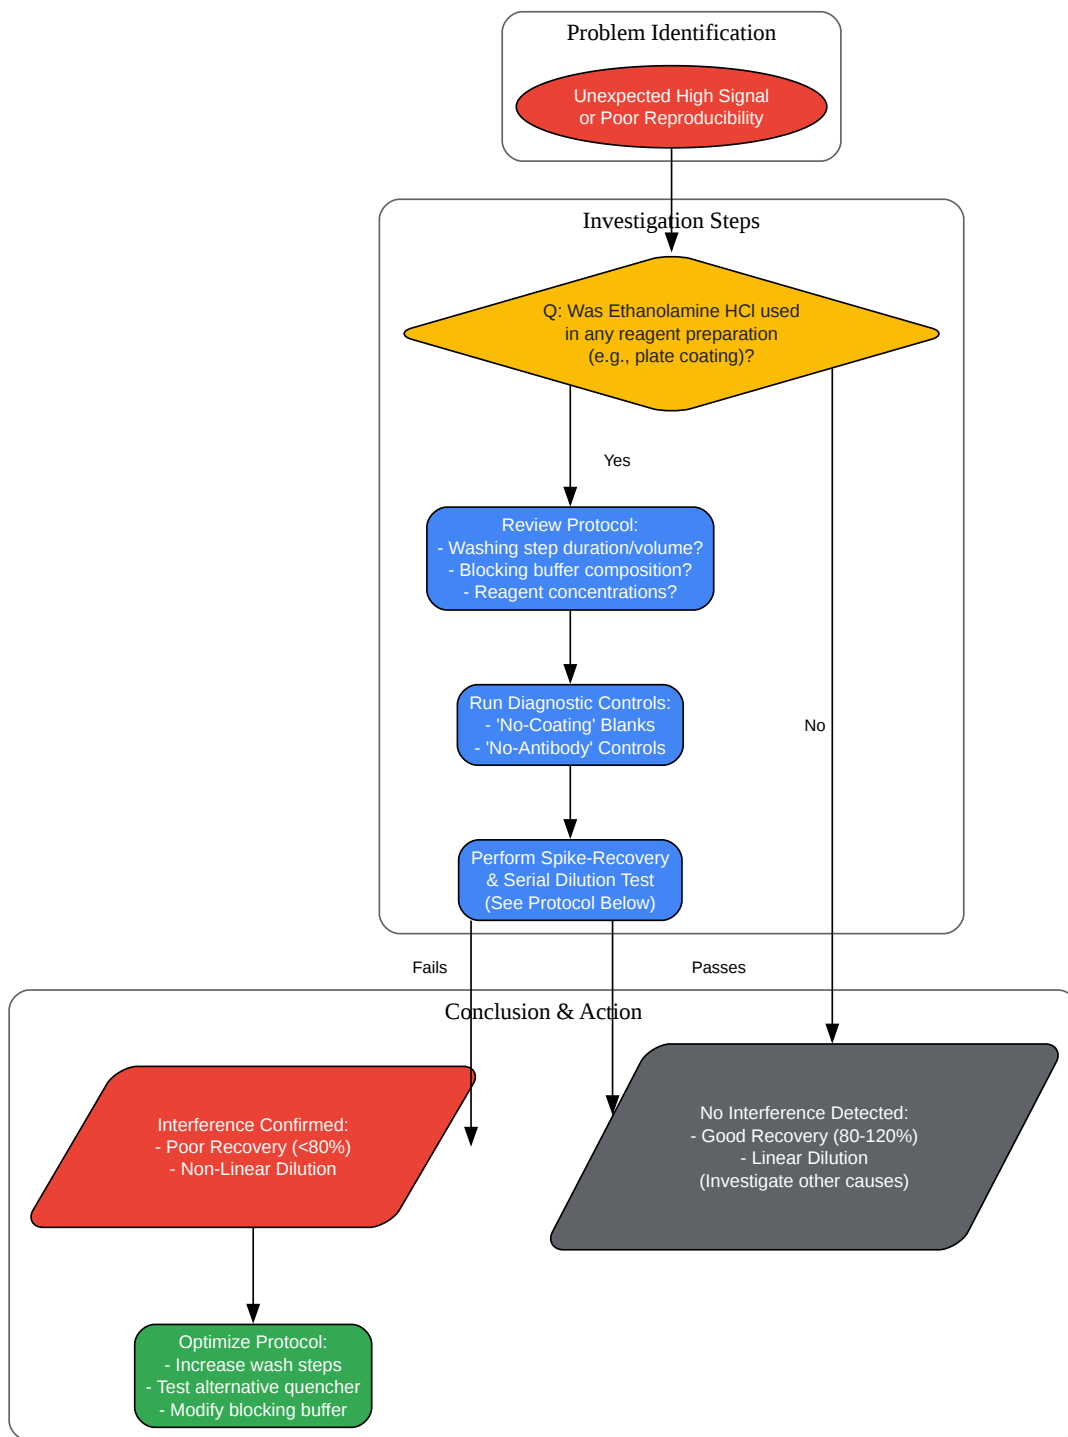 Problem Identification
Unexpected High Signal
or Poor Reproducibility
Investigation Steps
Q: Was Ethanolamine HCl used
in any reagent preparation
(e.g., plate coating)?
Yes
Review Protocol:
- Washing step duration/volume?
- Blocking buffer composition?
- Reagent concentrations?
Run Diagnostic Controls:
- 'No-Coating' Blanks
- 'No-Antibody' Controls
No
Perform Spike-Recovery
& Serial Dilution Test
(See Protocol Below)
Fails
Passes
Conclusion & Action
Interference Confirmed:
- Poor Recovery (<80%)
- Non-Linear Dilution
No Interference Detected:
- Good Recovery (80-120%)
- Linear Dilution
(Investigate other causes)
Optimize Protocol:
- Increase wash steps
- Test alternative quencher
- Modify blocking buffer